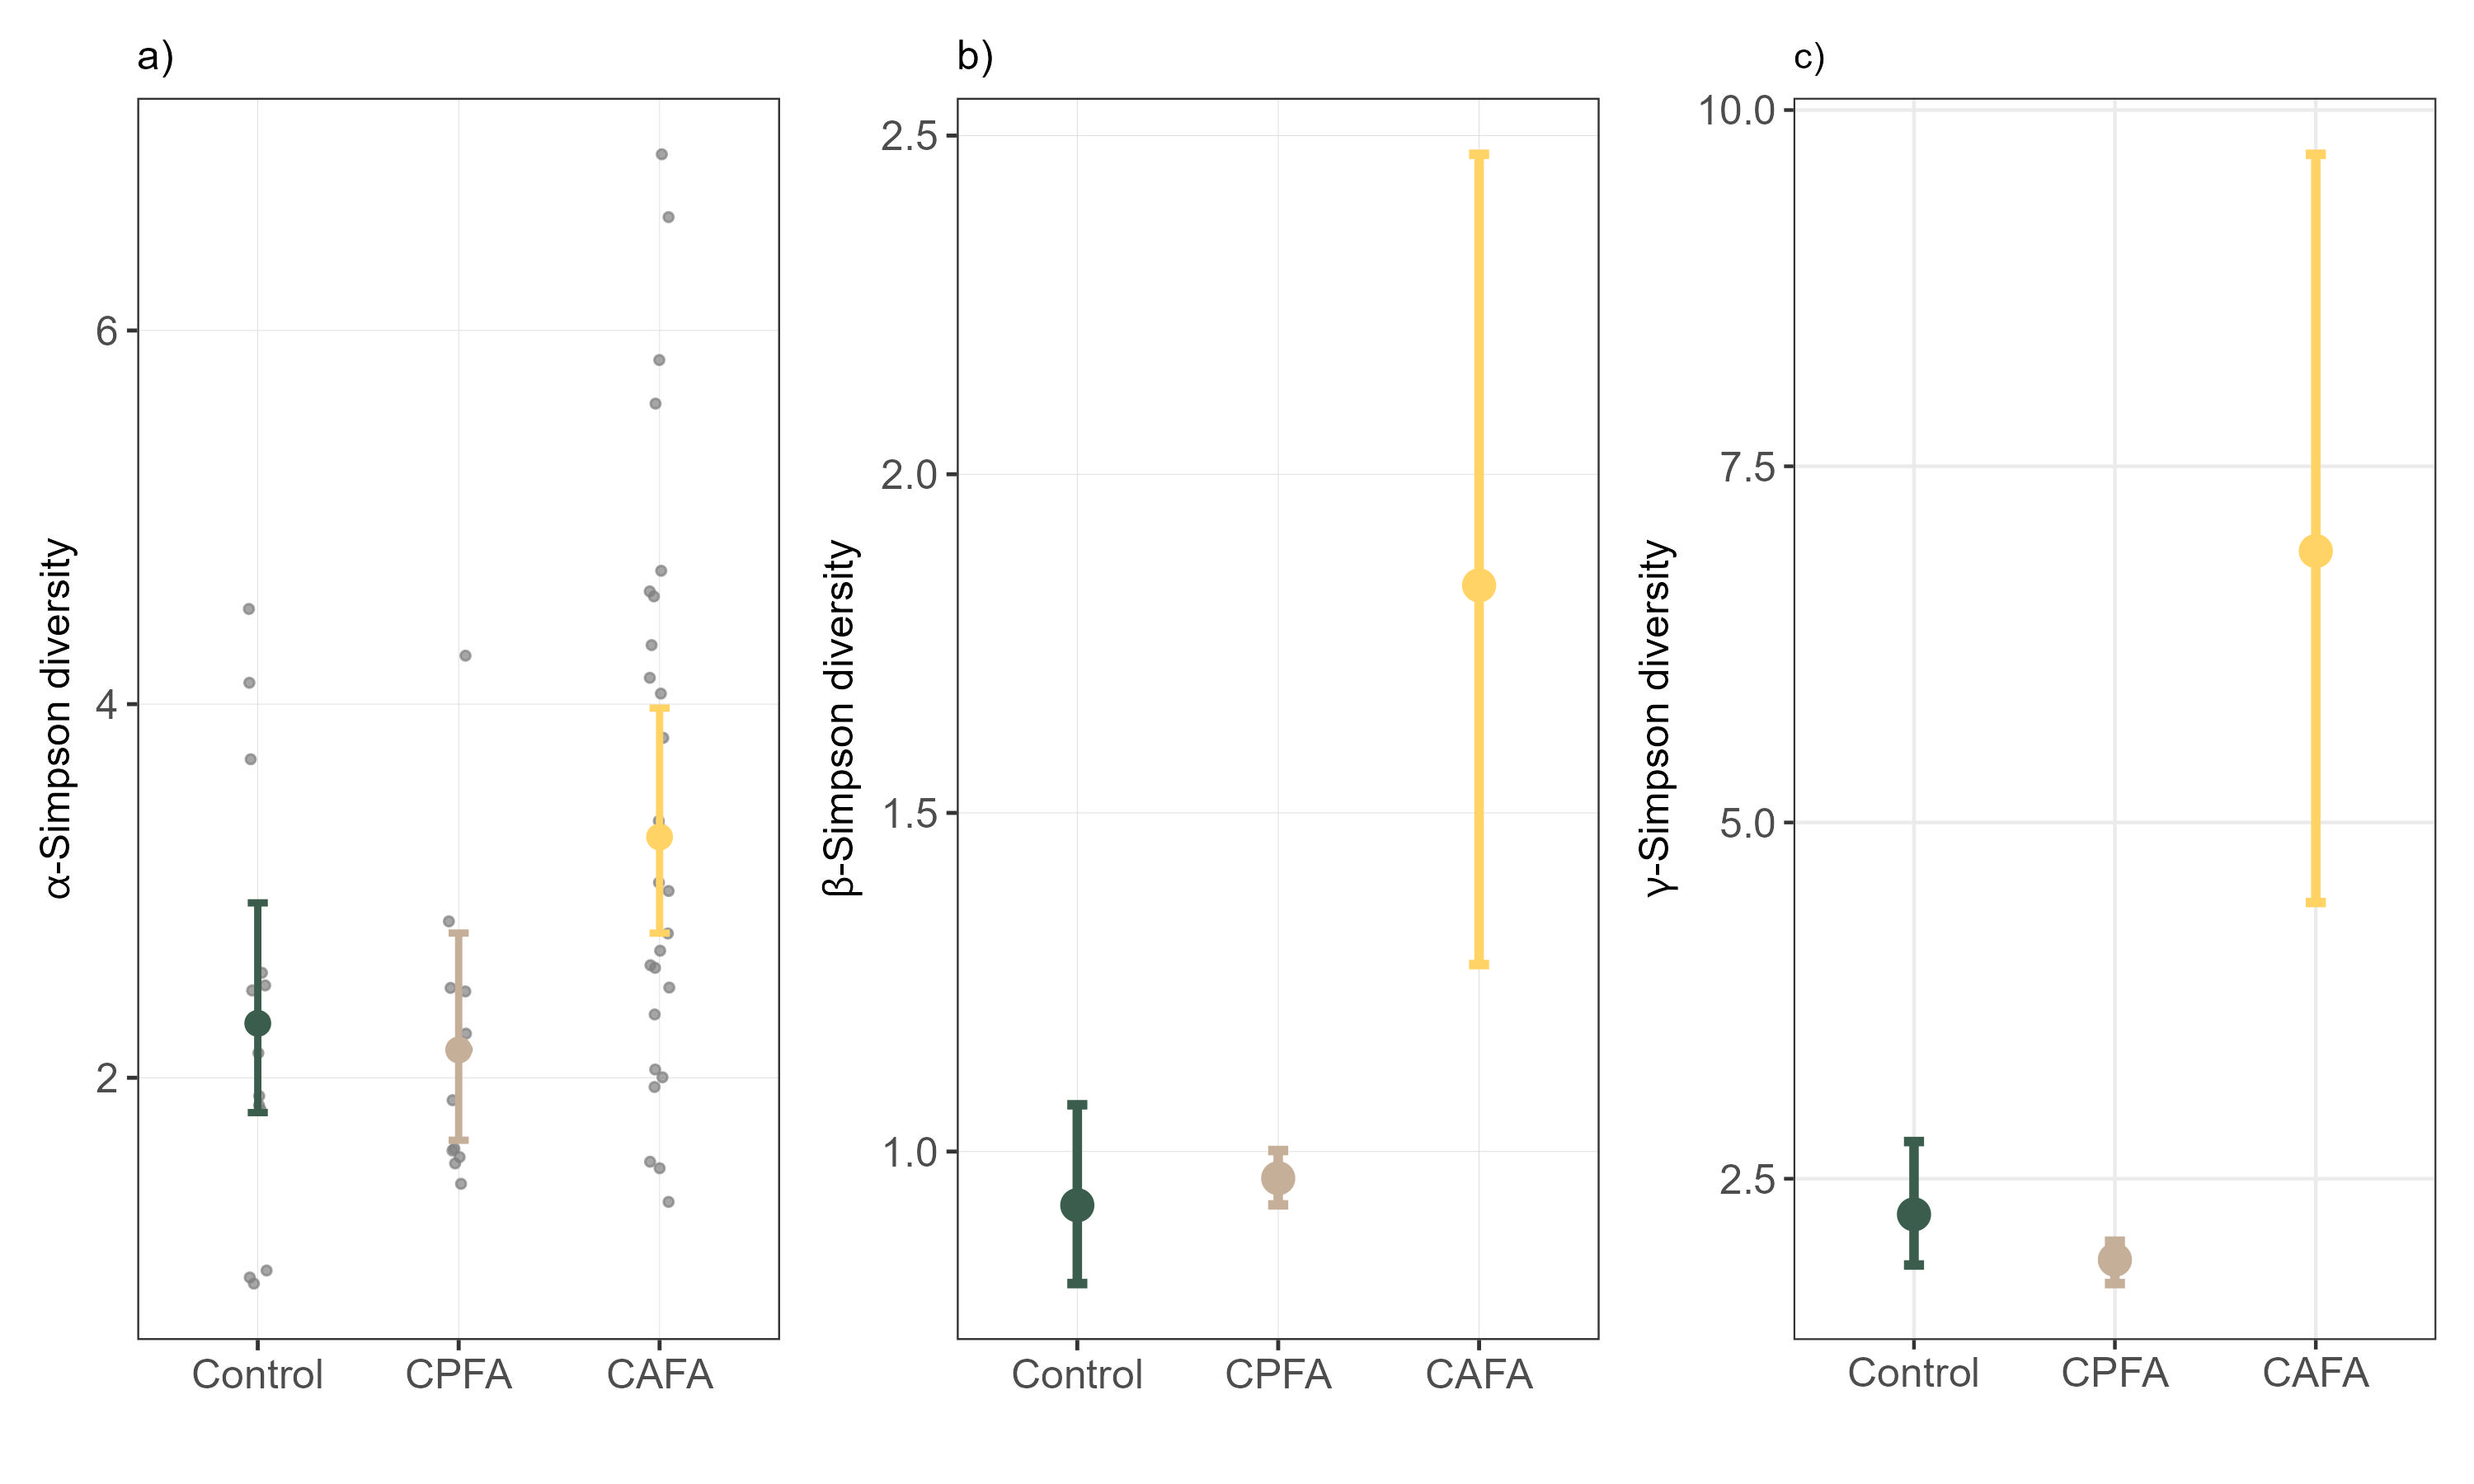 a)
α-Simpson diversity
6
4
2
Control CPFA CAFA
b)
β-Simpson diversity
2.5
2.0
1.5
1.0
Control CPFA CAFA
c)
γ-Simpson diversity
10.0
7.5
5.0
2.5
Control CPFA CAFA